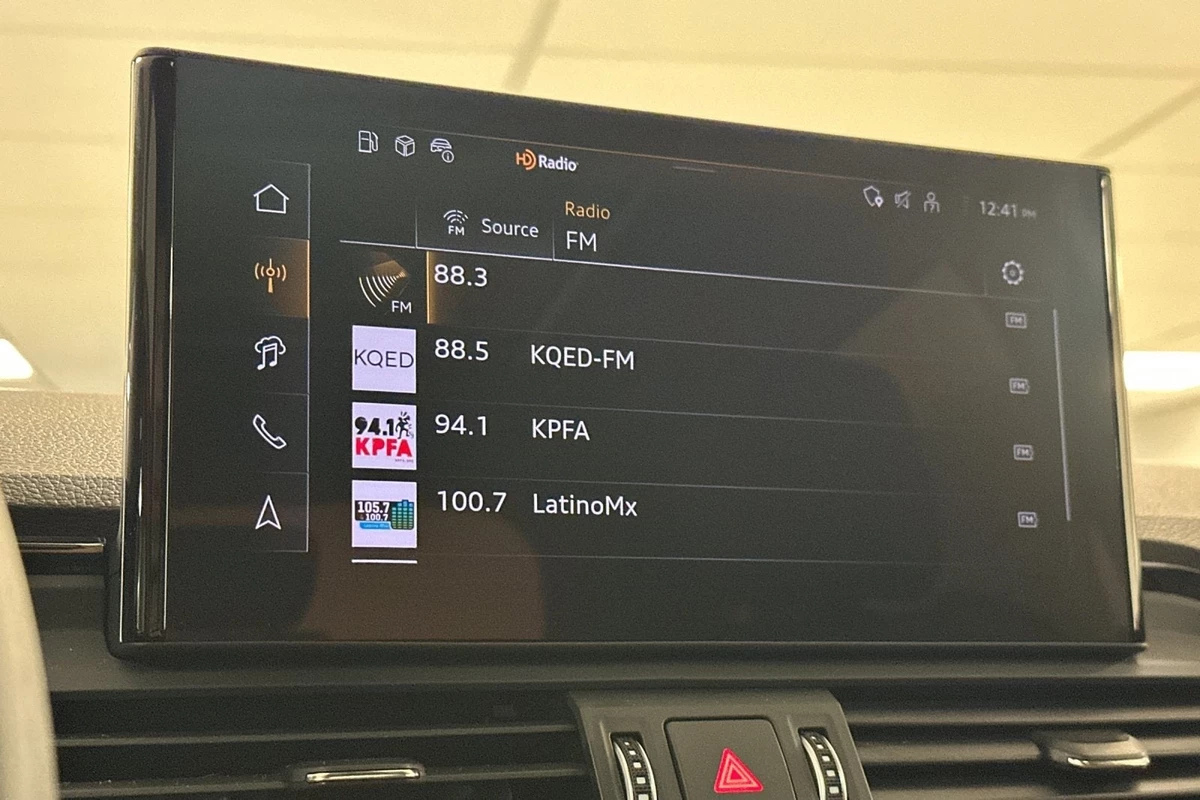 HD Radio
12:41 PM
FM Source
Radio
FM
FM
88.3
FM
KQED
88.5 KQED-FM
FM
94.1
KPFA
94.1 KPFA
FM
105.7
100.7
100.7 LatinoMx
FM